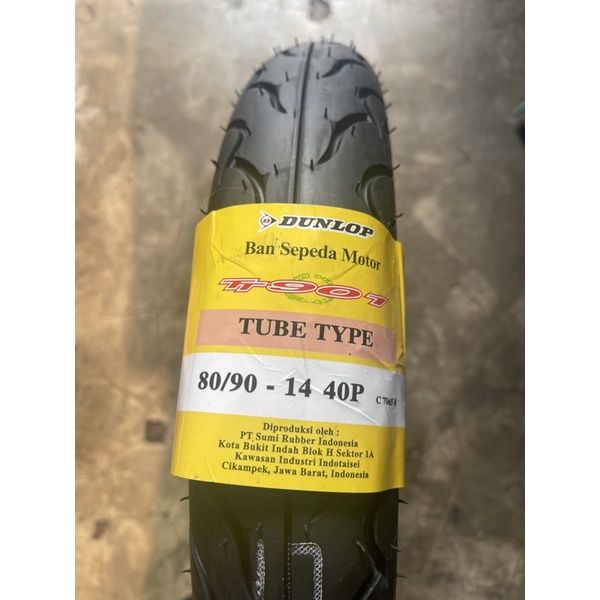 DUNLOP
Ban Sepeda Motor
TT901
TUBE TYPE
80/90 - 14 40P
Diproduksi oleh :
PT. Sumi Rubber Indonesia
Kota Bukit Indah Blok H Sektor 1A
Kawasan Industri Indotaisei
Cikampek, Jawa Barat, Indonesia